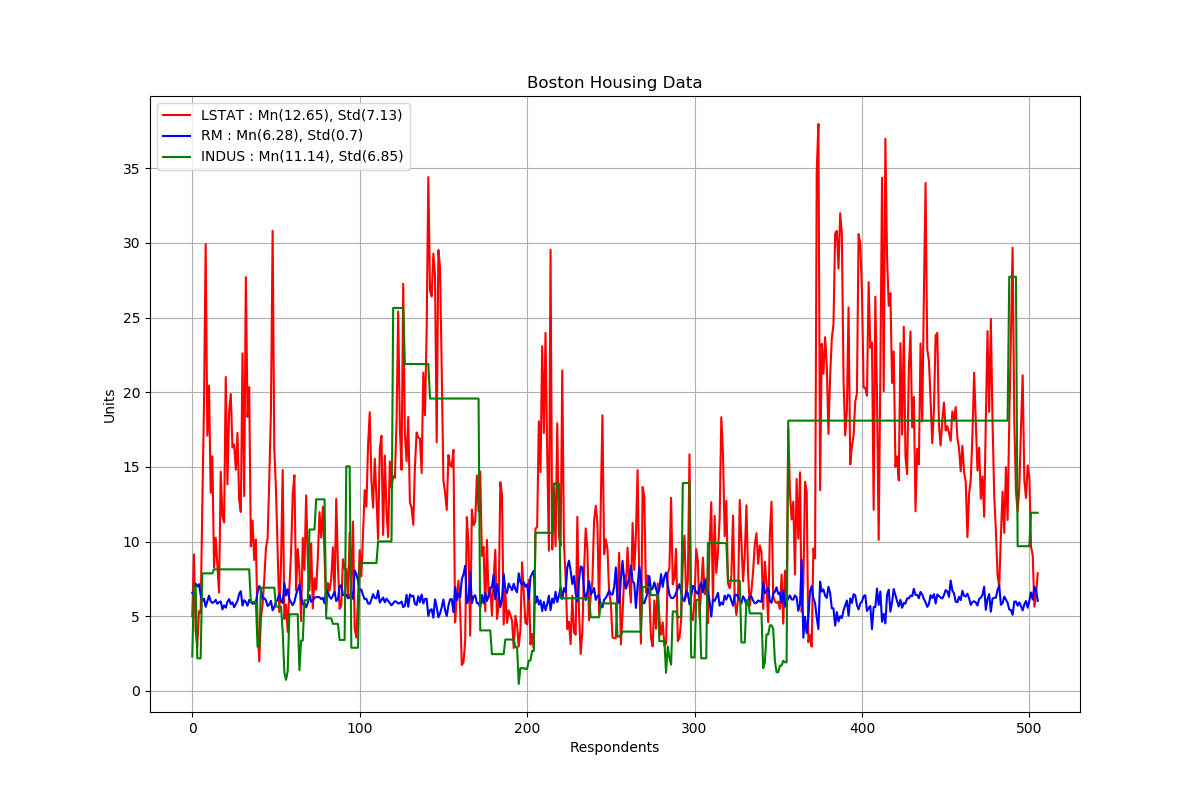 Boston Housing Data
LSTAT : Mn(12.65), Std(7.13)
RM : Mn(6.28), Std(0.7)
INDUS : Mn(11.14), Std(6.85)
Units
35
30
25
20
15
10
5
0
0 100 200 300 400 500
Respondents